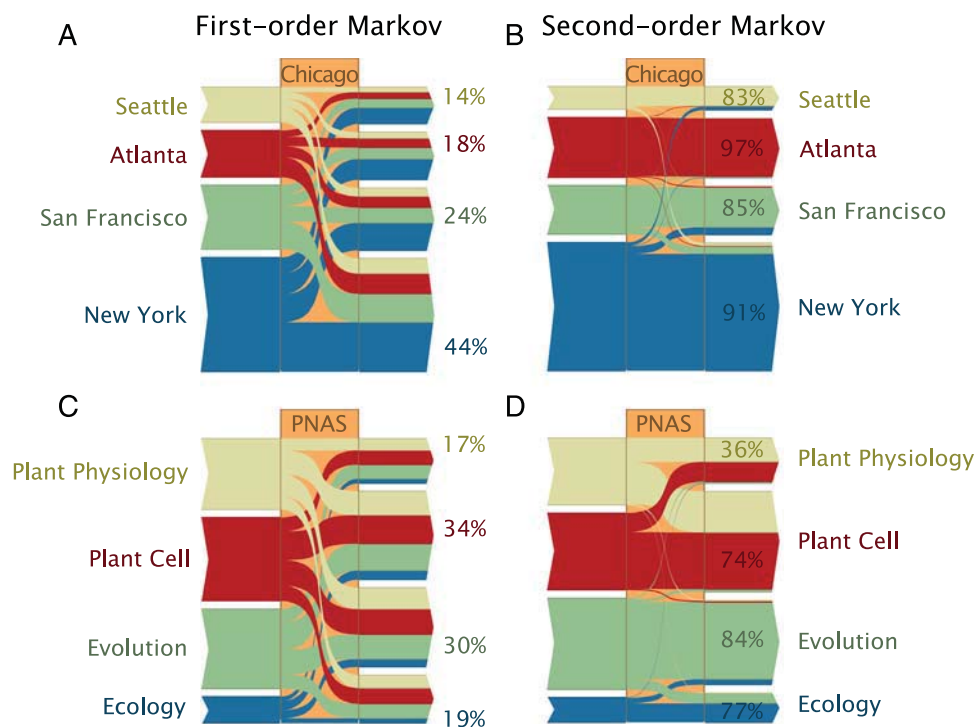 A
First-order Markov
Chicago
Seattle
Atlanta
San Francisco
New York
14%
18%
24%
44%
B
Second-order Markov
Chicago
83%
97%
85%
91%
Seattle
Atlanta
San Francisco
New York
C
PNAS
Plant Physiology
Plant Cell
Evolution
Ecology
17%
34%
30%
19%
D
PNAS
36%
74%
84%
77%
Plant Physiology
Plant Cell
Evolution
Ecology